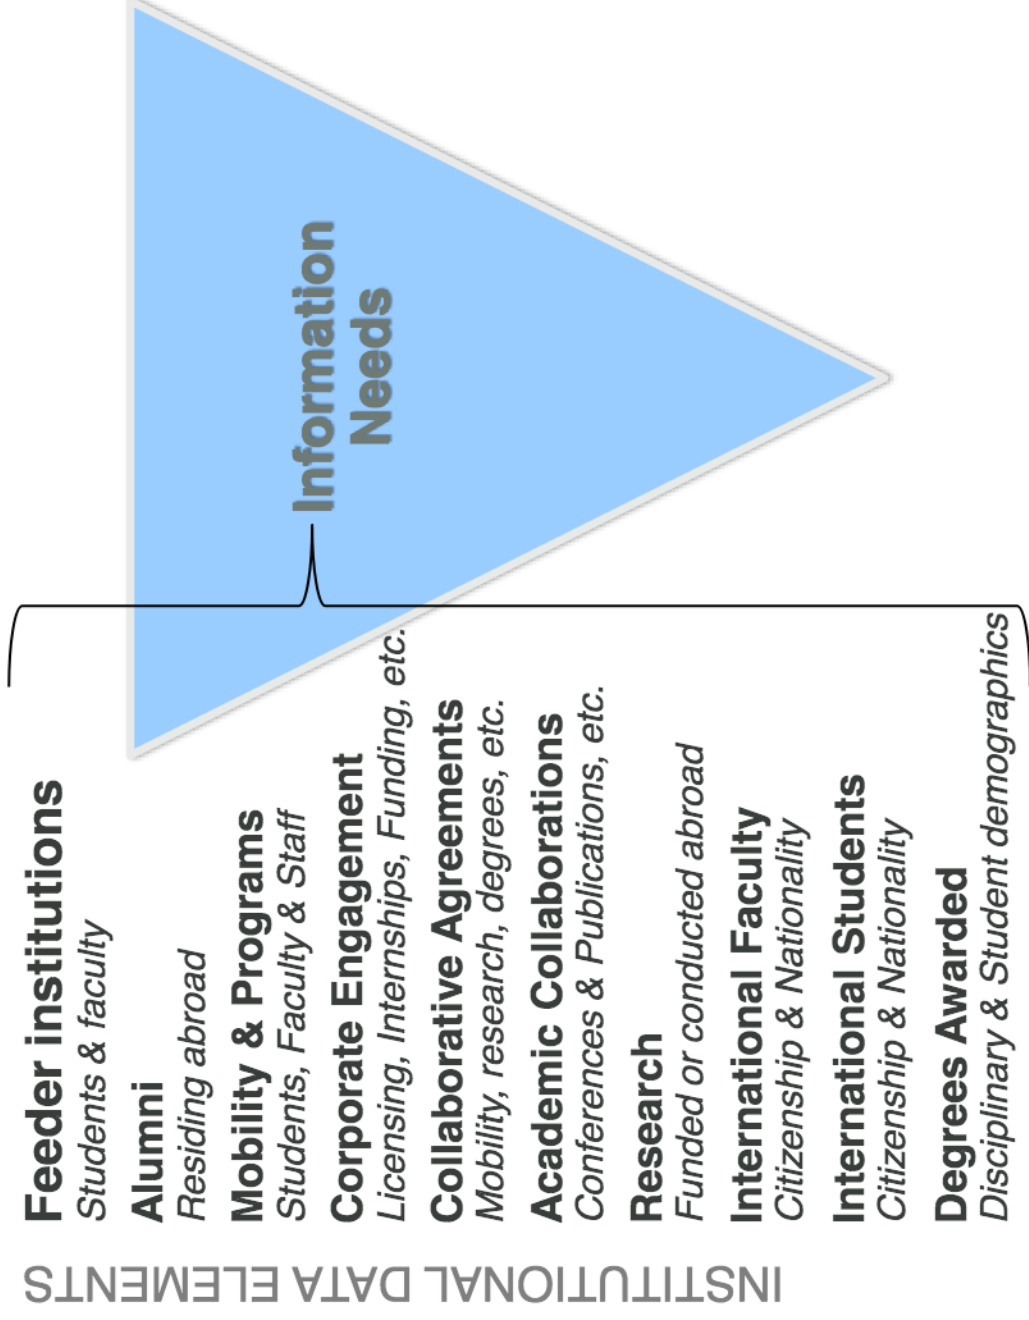 INSTITUTIONAL DATA ELEMENTS
Feeder institutions
Students & faculty
Alumni
Residing abroad
Mobility & Programs
Students, Faculty & Staff
Corporate Engagement
Licensing, Internships, Funding, etc.
Collaborative Agreements
Mobility, research, degrees, etc.
Academic Collaborations
Conferences & Publications, etc.
Research
Funded or conducted abroad
International Faculty
Citizenship & Nationality
International Students
Citizenship & Nationality
Degrees Awarded
Disciplinary & Student demographics
Information
Needs